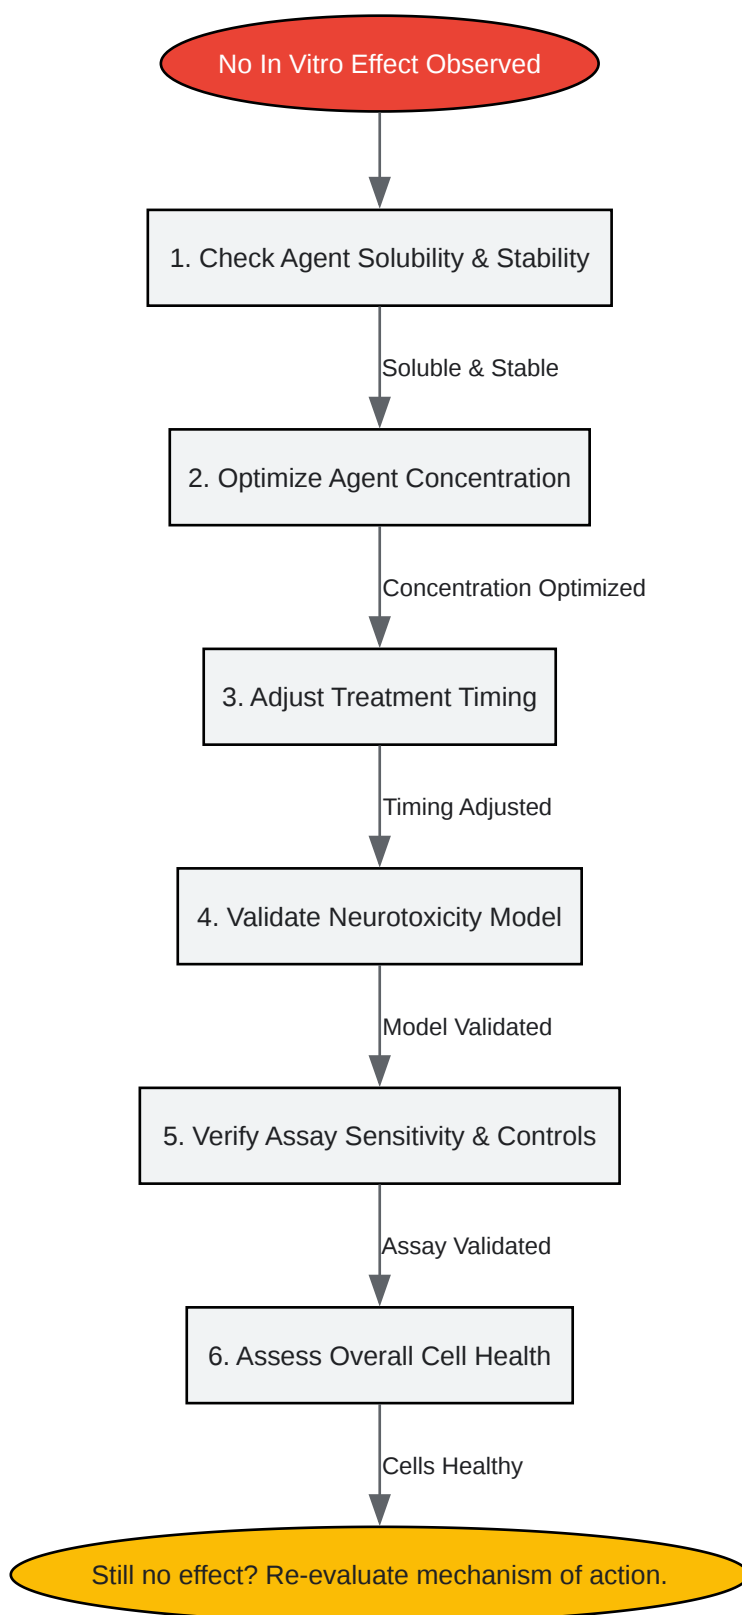 No In Vitro Effect Observed
1. Check Agent Solubility & Stability
Soluble & Stable
2. Optimize Agent Concentration
Concentration Optimized
3. Adjust Treatment Timing
Timing Adjusted
4. Validate Neurotoxicity Model
Model Validated
5. Verify Assay Sensitivity & Controls
Assay Validated
6. Assess Overall Cell Health
Cells Healthy
Still no effect? Re-evaluate mechanism of action.